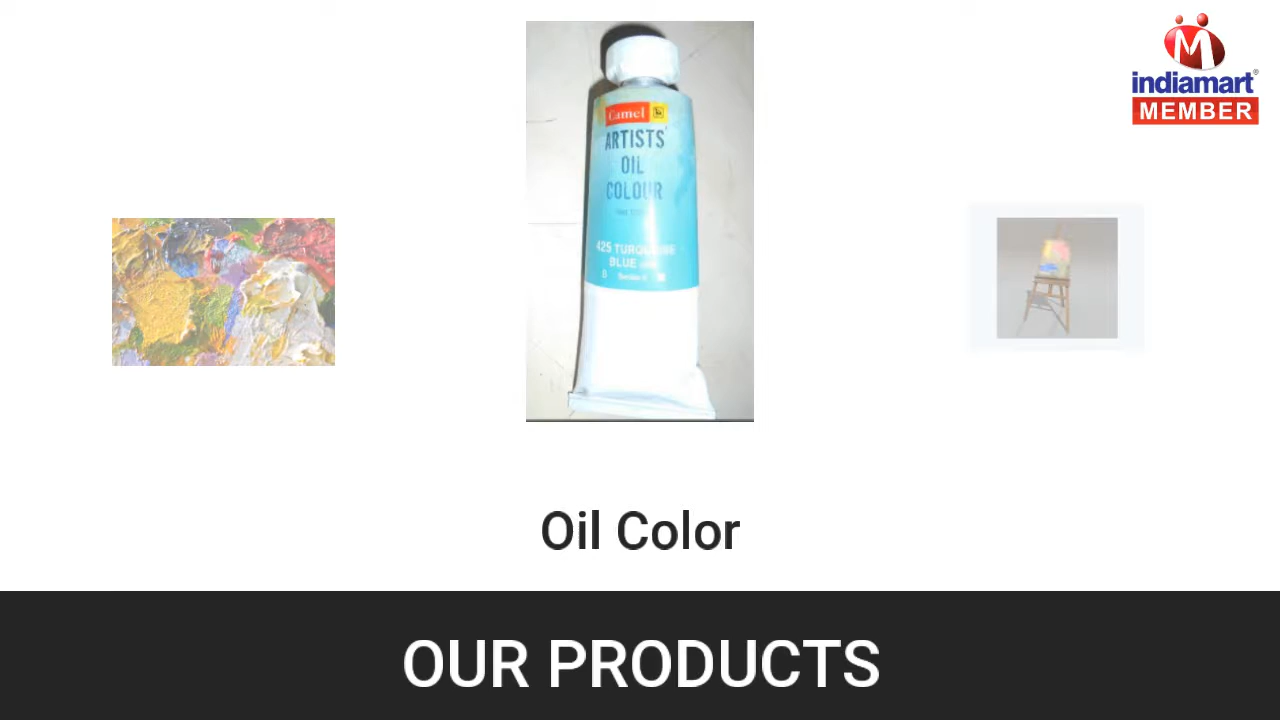 indiamart
MEMBER
Camel
ARTISTS'
OIL
COLOUR
425 TURQUOISE
BLUE
Oil Color
OUR PRODUCTS